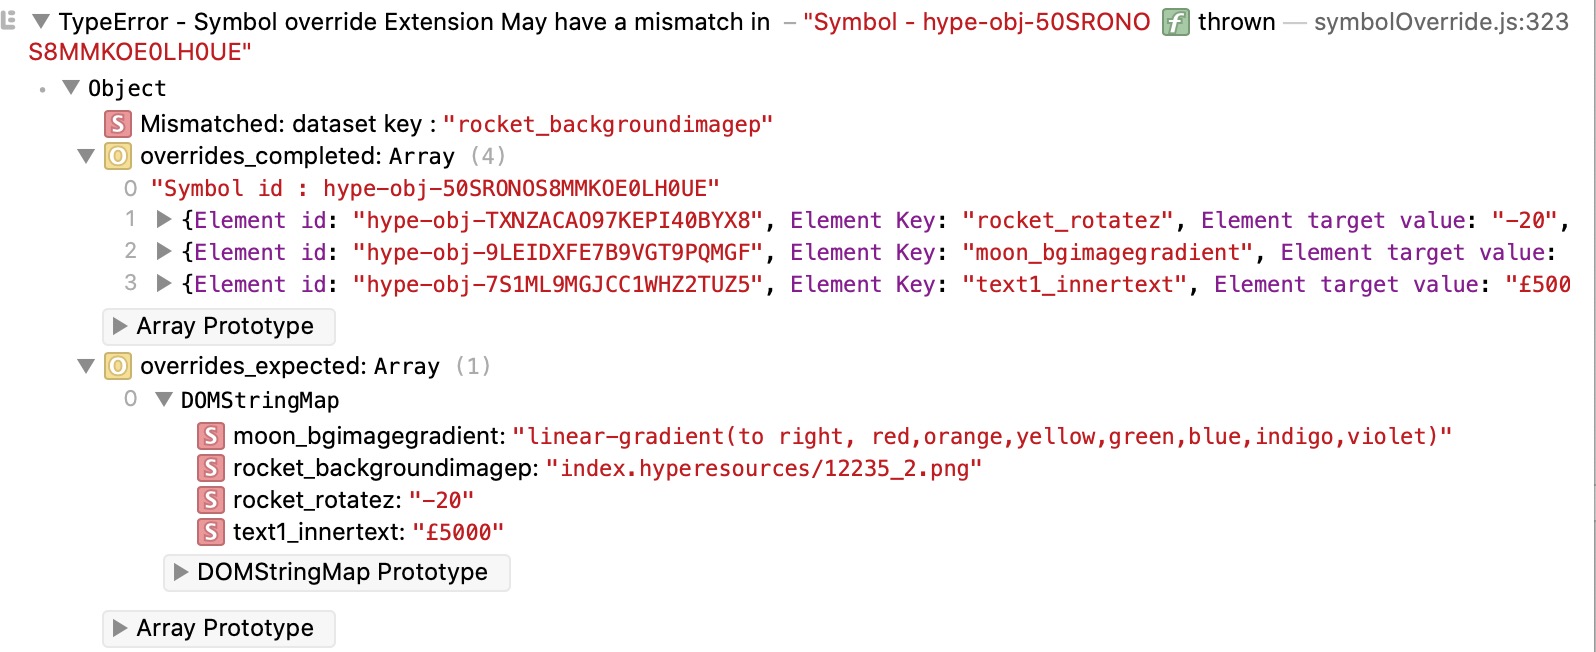 E ▼ TypeError - Symbol override Extension May have a mismatch in – "Symbol - hype-obj-50SRONO f thrown — symbolOverride.js:323
S8MMKOE0LH0UE"
▼ Object
S Mismatched: dataset key : "rocket_backgroundimagep"
▼ O overrides_completed: Array (4)
0 "Symbol id : hype-obj-50SRONOS8MMKOE0LH0UE"
1 ▶ {Element id: "hype-obj-TXNZACAO97KEPI40BYX8", Element Key: "rocket_rotatez", Element target value: "-20",
2 ▶ {Element id: "hype-obj-9LEIDXFE7B9VGT9PQMGF", Element Key: "moon_bgimagegradient", Element target value:
3 ▶ {Element id: "hype-obj-7S1ML9MGJCC1WHZ2TUZ5", Element Key: "text1_innertext", Element target value: "£500
▶ Array Prototype
▼ O overrides_expected: Array (1)
0 ▼ DOMStringMap
S moon_bgimagegradient: "linear-gradient(to right, red,orange,yellow,green,blue,indigo,violet)"
S rocket_backgroundimagep: "index.hyperesources/12235_2.png"
S rocket_rotatez: "-20"
S text1_innertext: "£5000"
▶ DOMStringMap Prototype
▶ Array Prototype